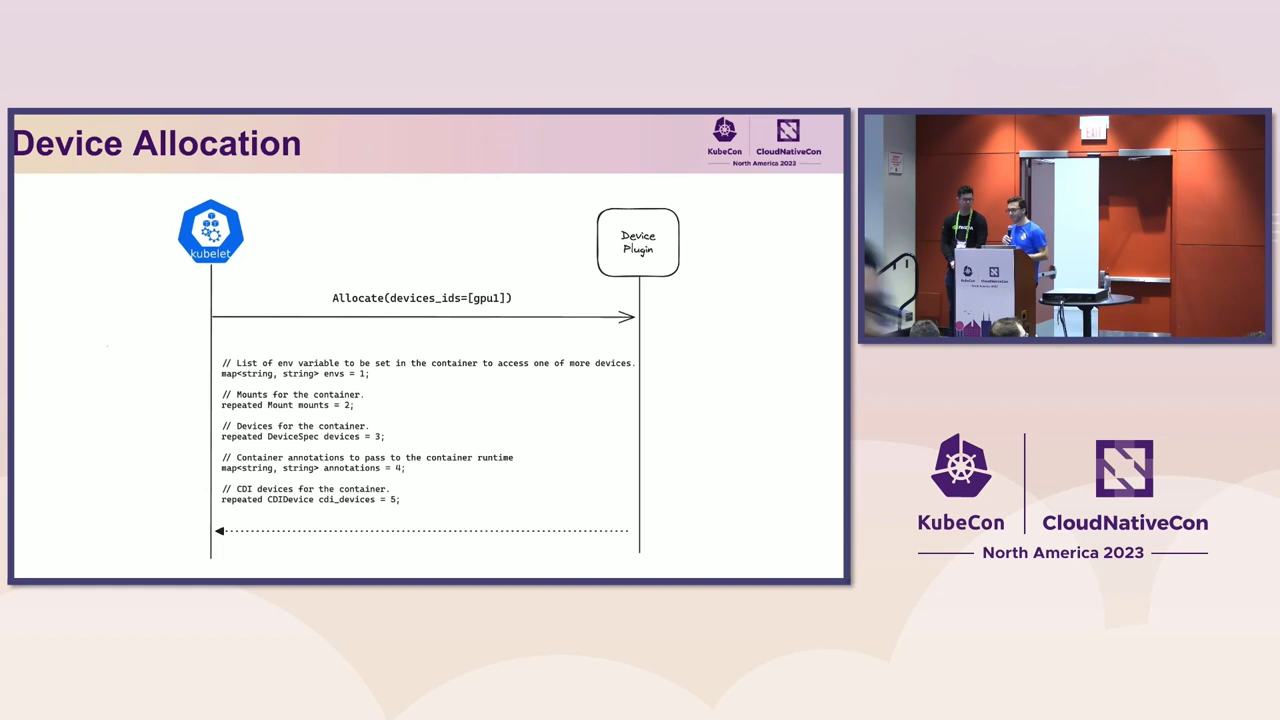 Device Allocation
KubeCon
CloudNativeCon
North America 2023
kubelet
Device
Plugin
Allocate(devices_ids=[gpu1])
// List of env variable to be set in the container to access one of more devices.
map<string, string> envs = 1;
// Mounts for the container.
repeated Mount mounts = 2;
// Devices for the container.
repeated DeviceSpec devices = 3;
// Container annotations to pass to the container runtime
map<string, string> annotations = 4;
// CDI devices for the container.
repeated CDIDevice cdi_devices = 5;
EXIT
KubeCon
CloudNativeCon
North America 2023